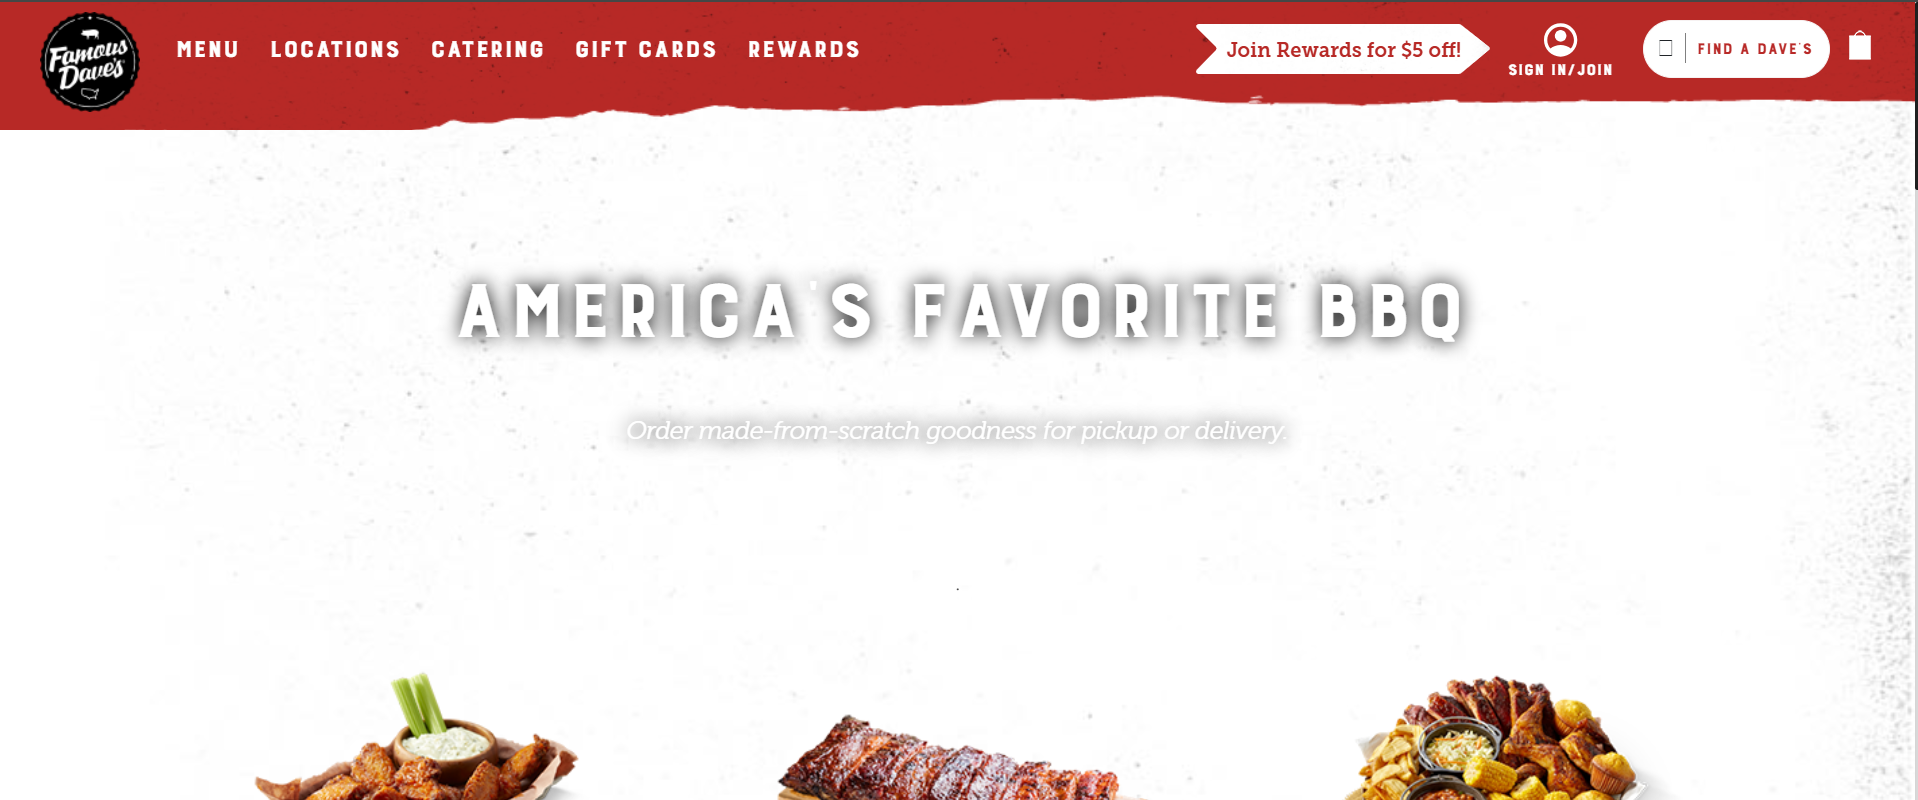 Famous
Dave's
MENU LOCATIONS CATERING GIFT CARDS REWARDS
Join Rewards for $5 off!
SIGN IN/JOIN
FIND A DAVE'S
AMERICA'S FAVORITE BBQ
Order made-from-scratch goodness for pickup or delivery.